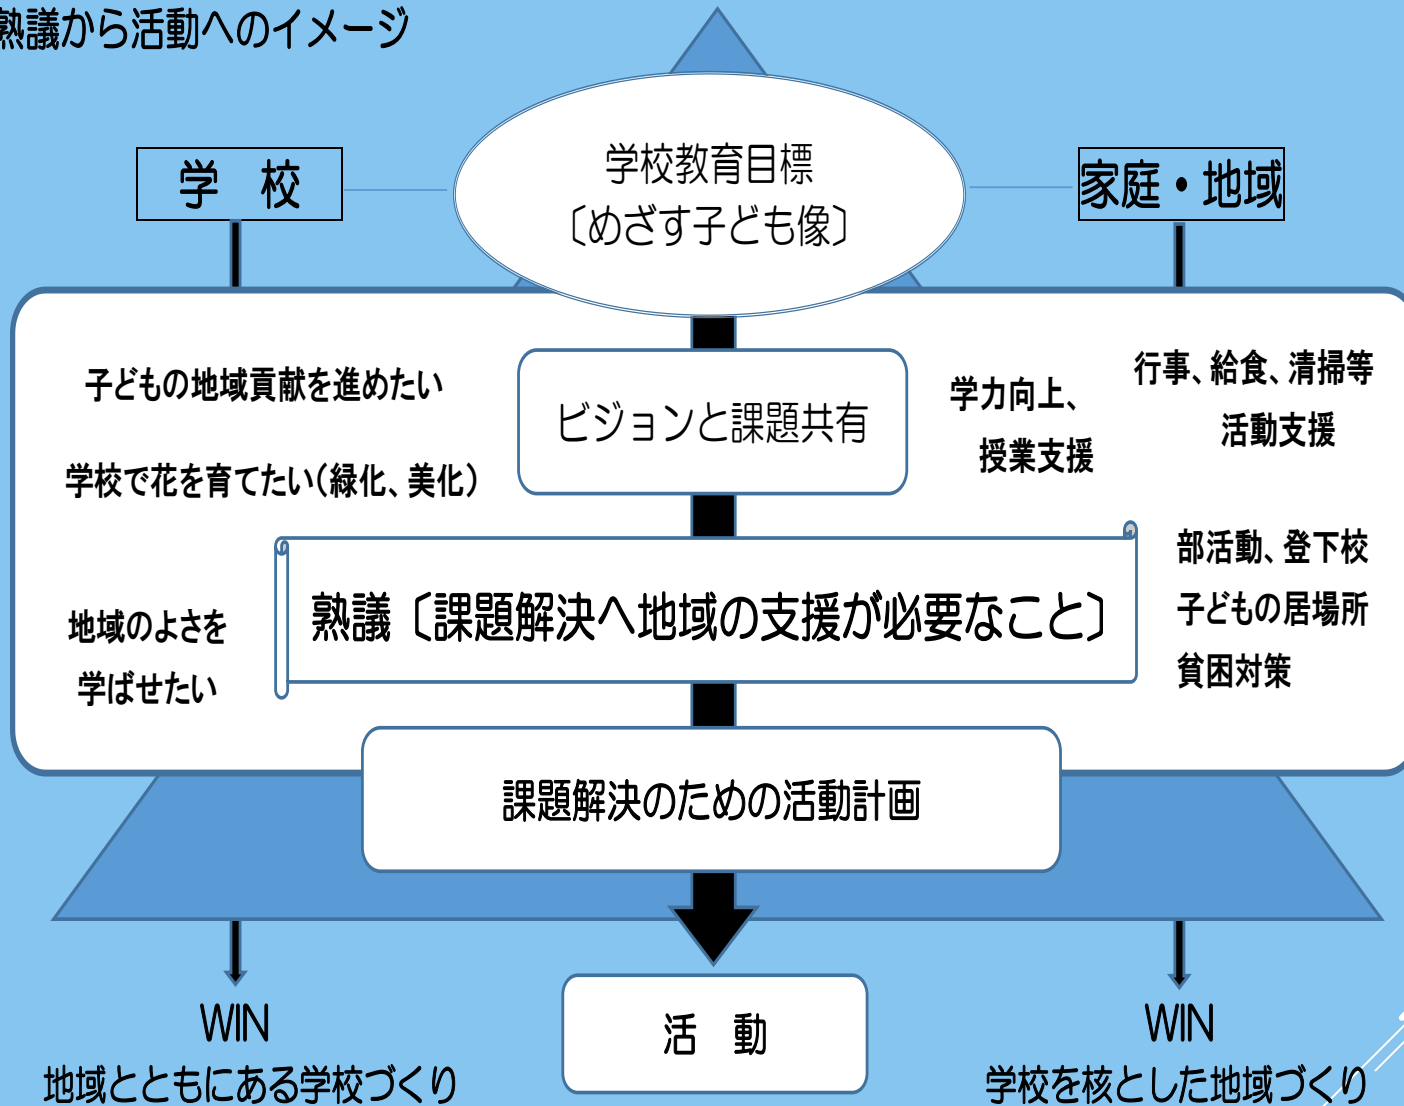 熟議から活動へのイメージ
学校教育目標
〔めざす子ども像〕
学　校
家庭・地域
ビジョンと課題共有
子どもの地域貢献を進めたい
学校で花を育てたい（緑化、美化）
地域のよさを
学ばせたい
学力向上、
授業支援
行事、給食、清掃等
活動支援
部活動、登下校
子どもの居場所
貧困対策
熟議〔課題解決へ地域の支援が必要なこと〕
課題解決のための活動計画
活　動
WIN
地域とともにある学校づくり
WIN
学校を核とした地域づくり